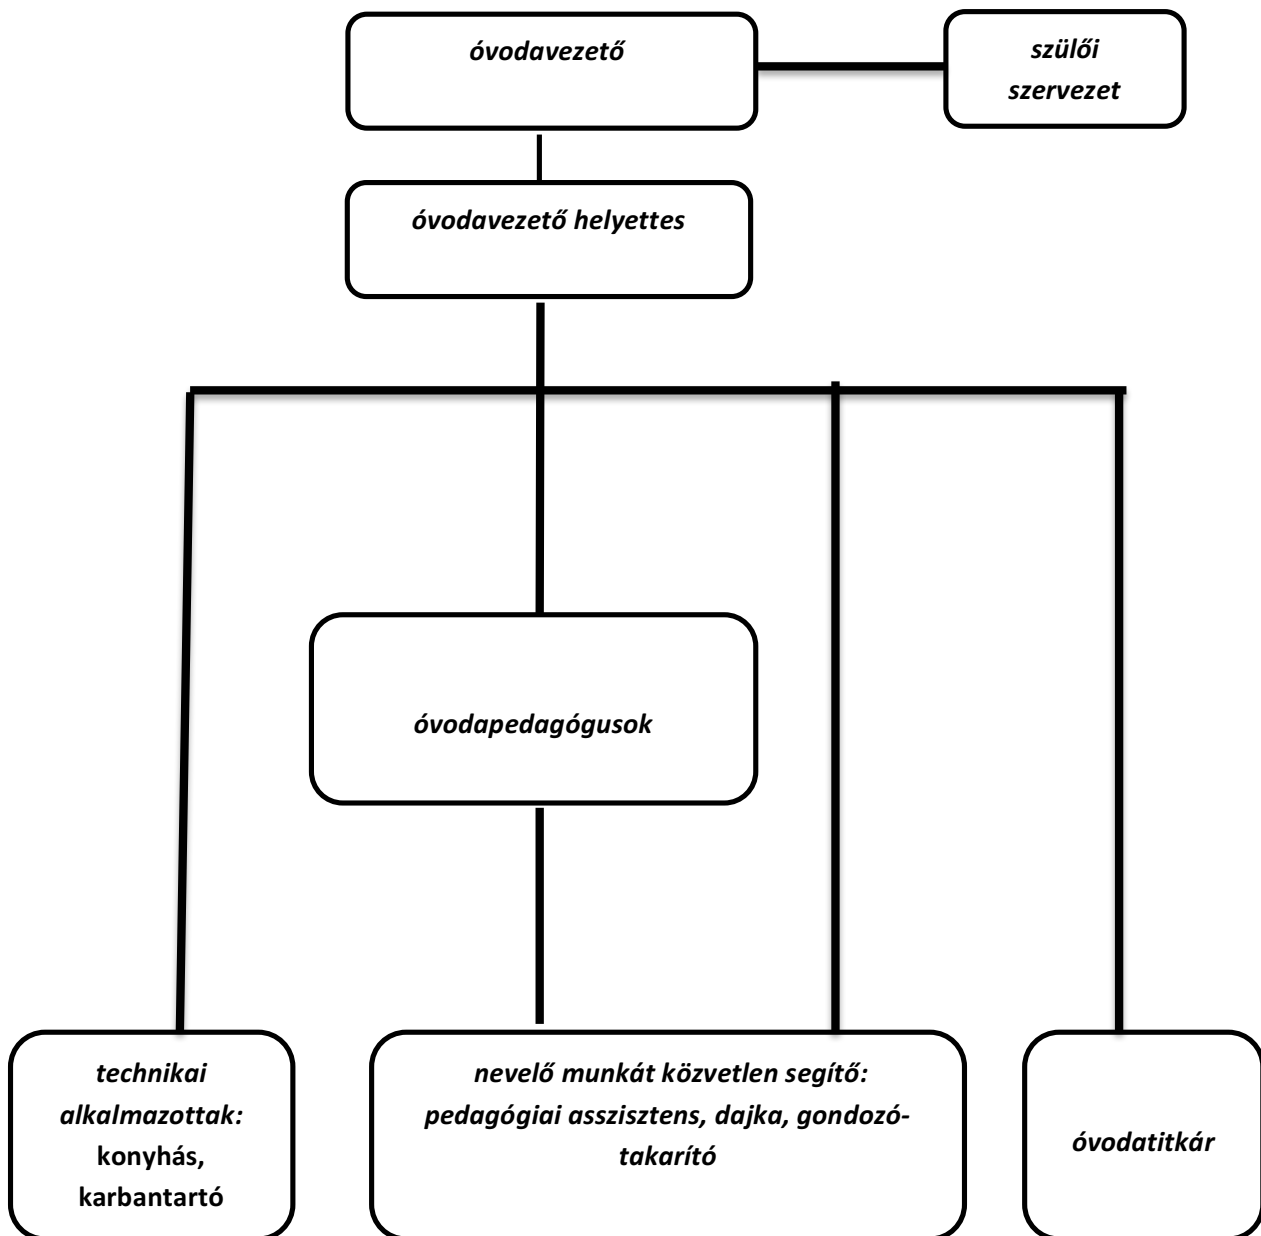 óvodavezető
szülői
szervezet
óvodavezető helyettes
óvodapedagógusok
technikai
alkalmazottak:
konyhás,
karbantartó
nevelő munkát közvetlen segítő:
pedagógiai asszisztens, dajka, gondozó-
takarító
óvodatitkár